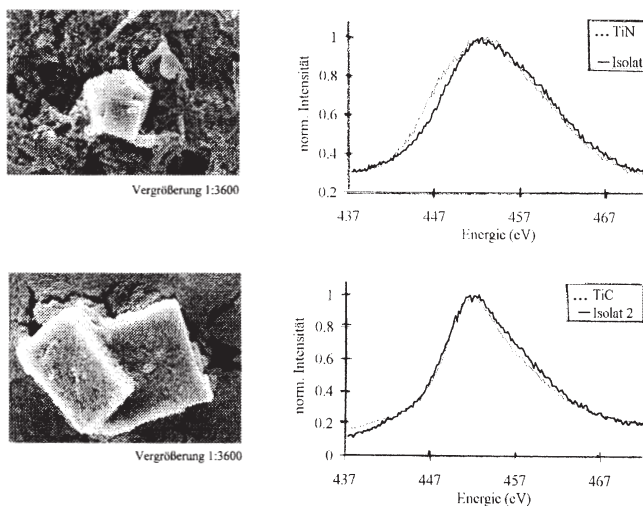 ... TiN
— Isolat
norm. Intensität
1
0.8
0.6
0.4
0.2
437 447 457 467
Energie (eV)
Vergrößerung 1:3600
... TiC
— Isolat 2
norm. Intensität
1
0.8
0.6
0.4
0.2
0
437 447 457 467
Energie (eV)
Vergrößerung 1:3600